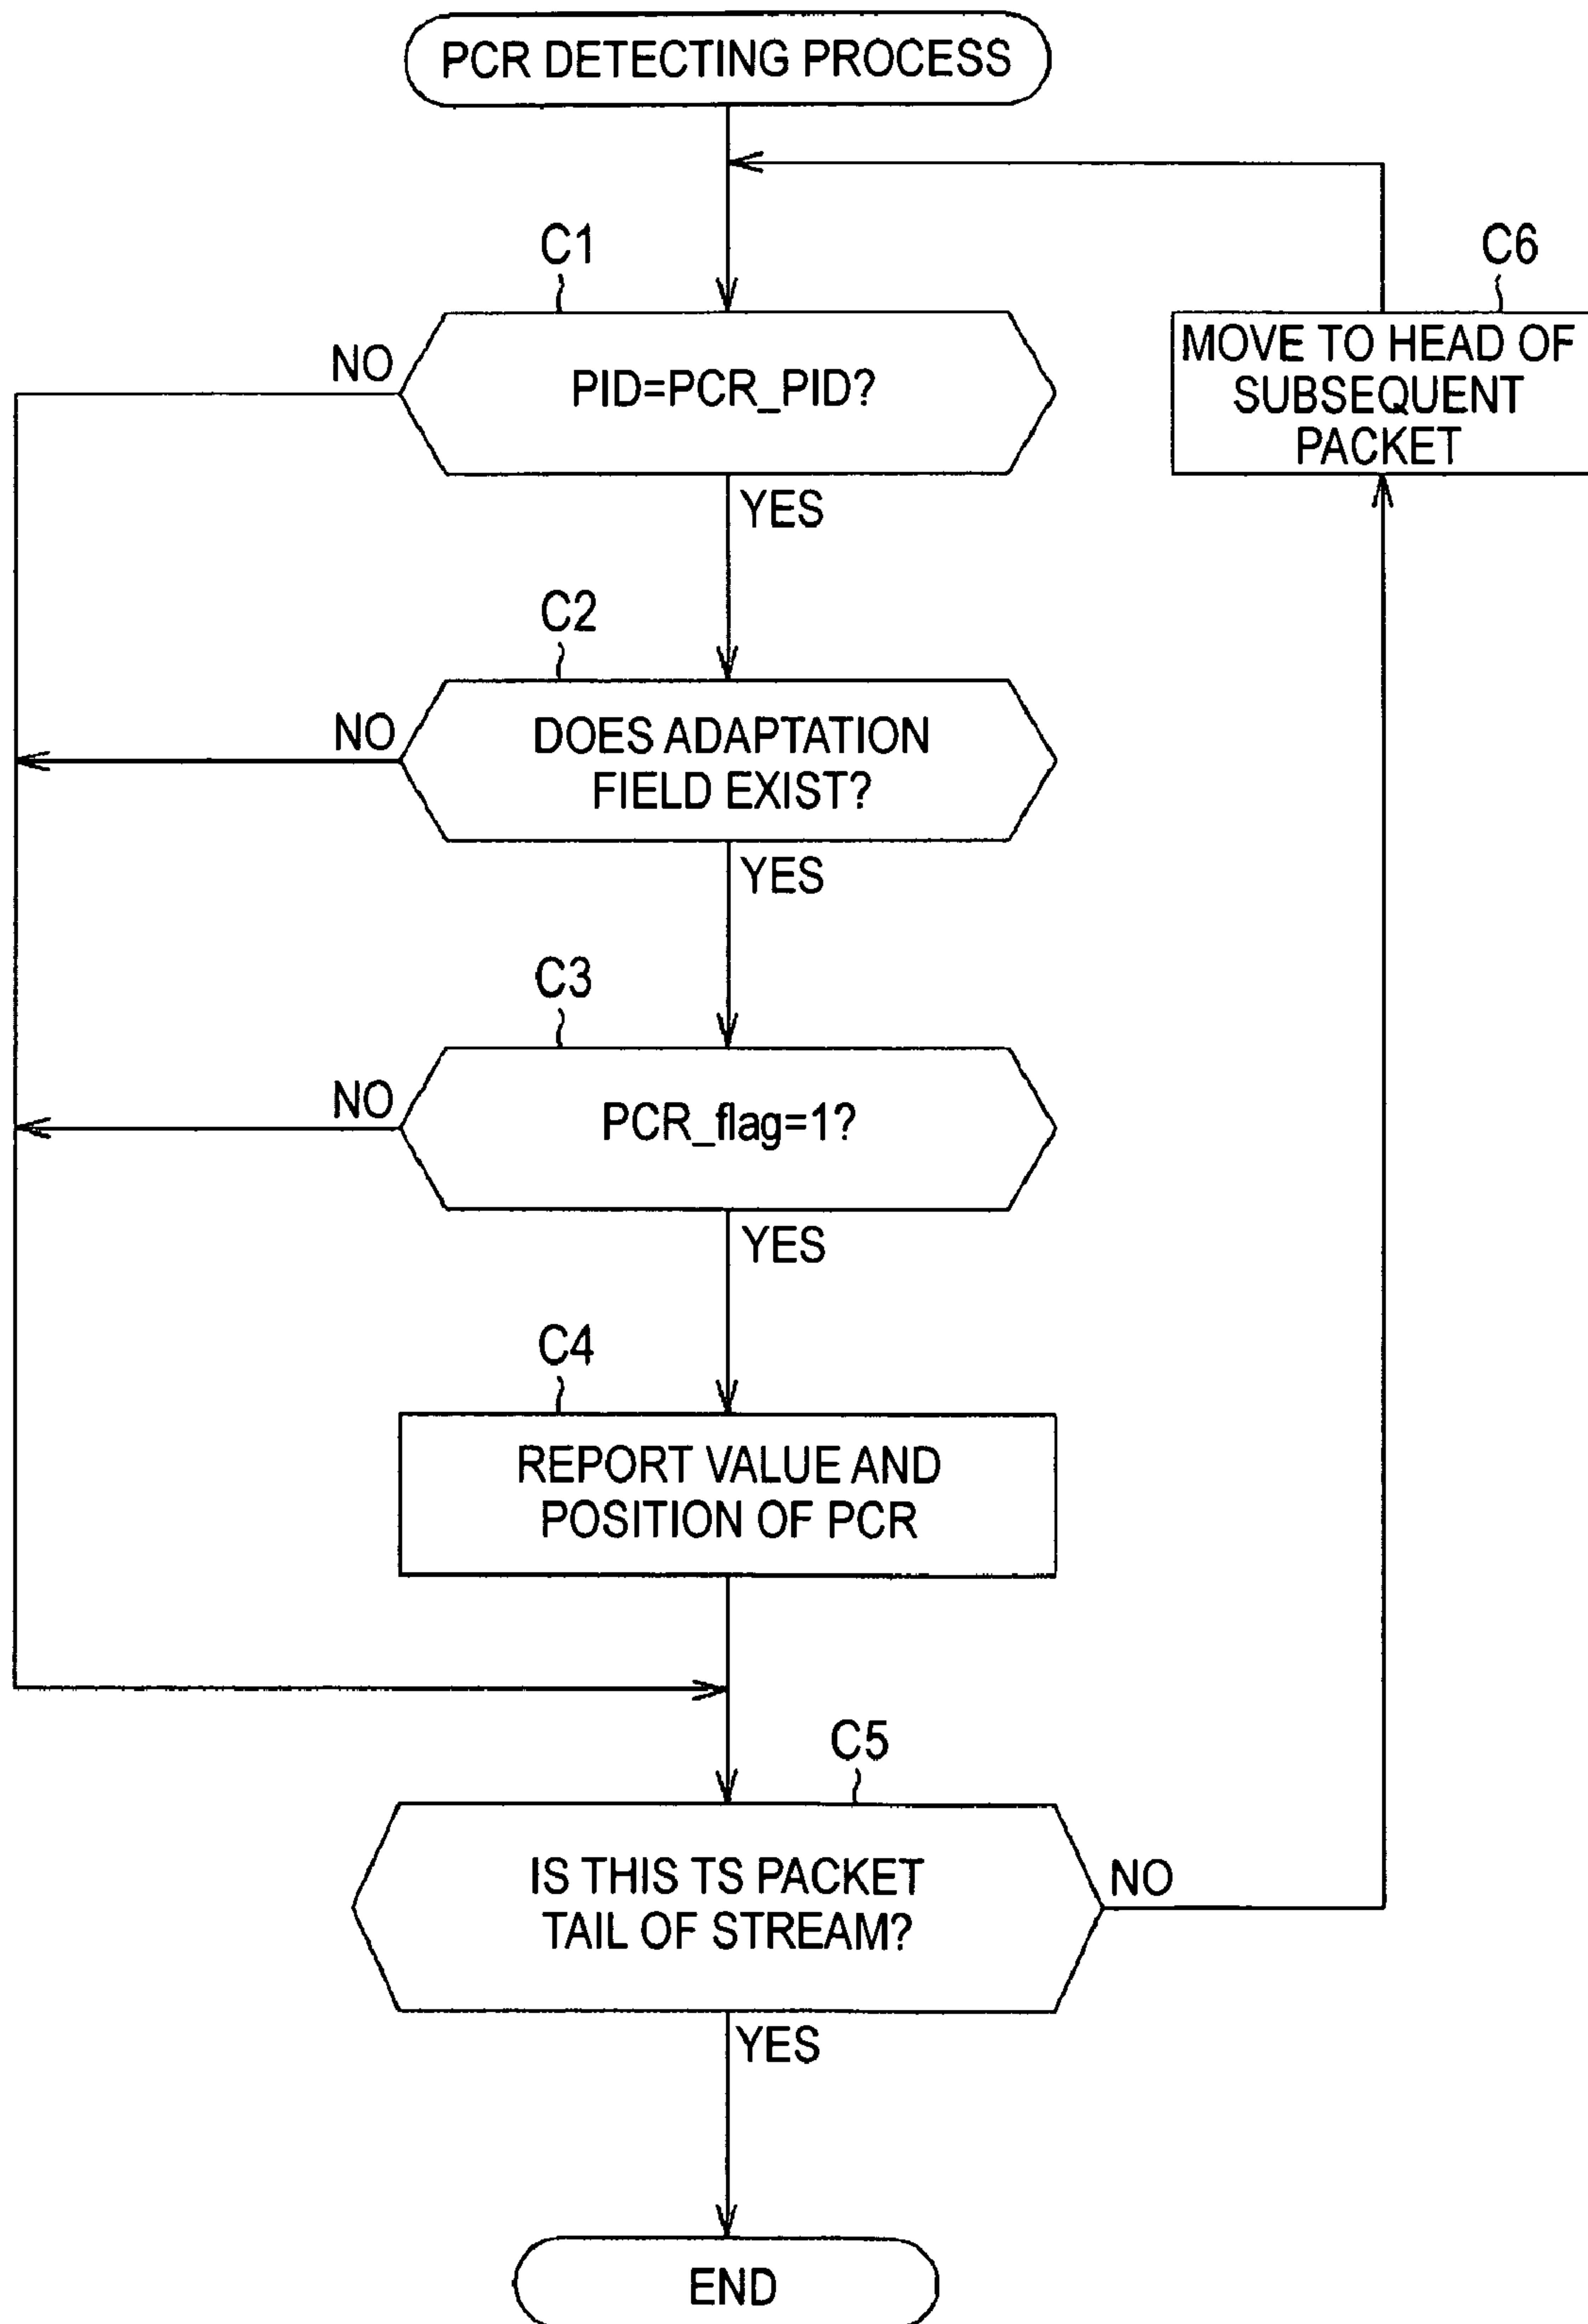 PCR DETECTING PROCESS
C1
C6
NO
PID=PCR_PID?
MOVE TO HEAD OF
SUBSEQUENT
PACKET
YES
C2
NO
DOES ADAPTATION
FIELD EXIST?
YES
C3
NO
PCR_flag=1?
YES
C4
REPORT VALUE AND
POSITION OF PCR
C5
IS THIS TS PACKET
TAIL OF STREAM?
NO
YES
END